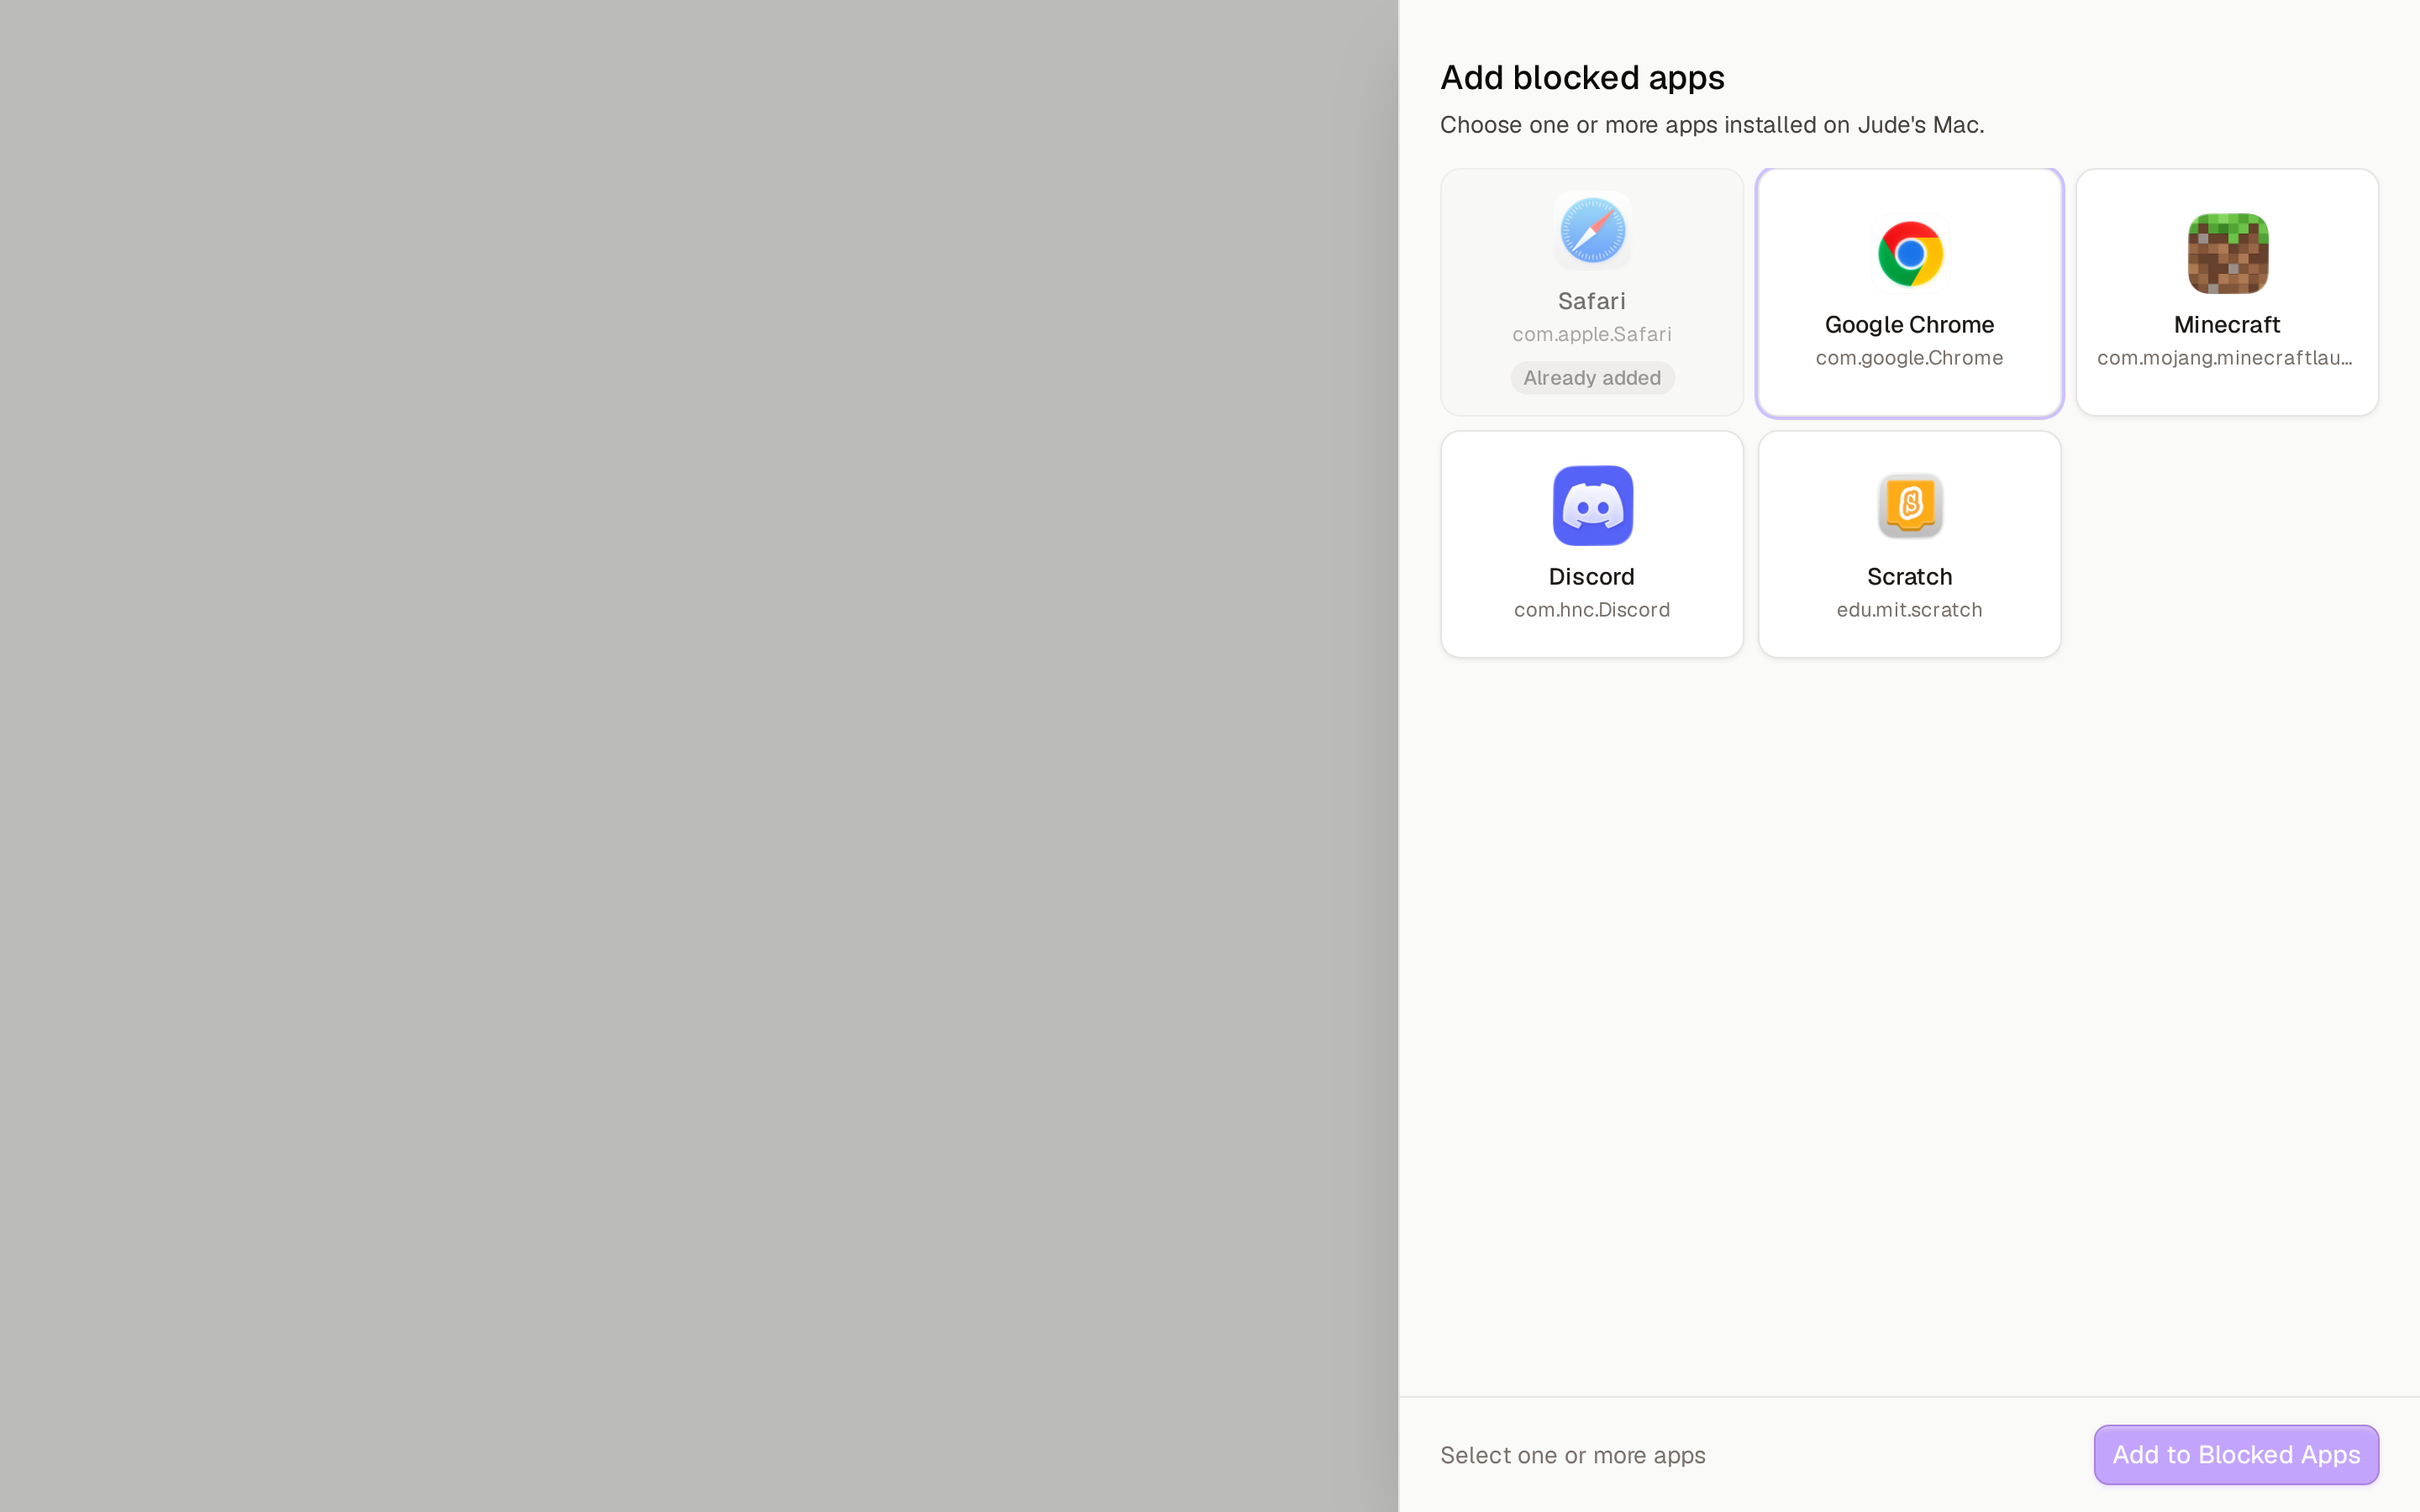 Add blocked apps
Choose one or more apps installed on Jude's Mac.
Safari
com.apple.Safari
Already added
Google Chrome
com.google.Chrome
Minecraft
com.mojang.minecraftlau...
Discord
com.hnc.Discord
Scratch
edu.mit.scratch
Select one or more apps
Add to Blocked Apps